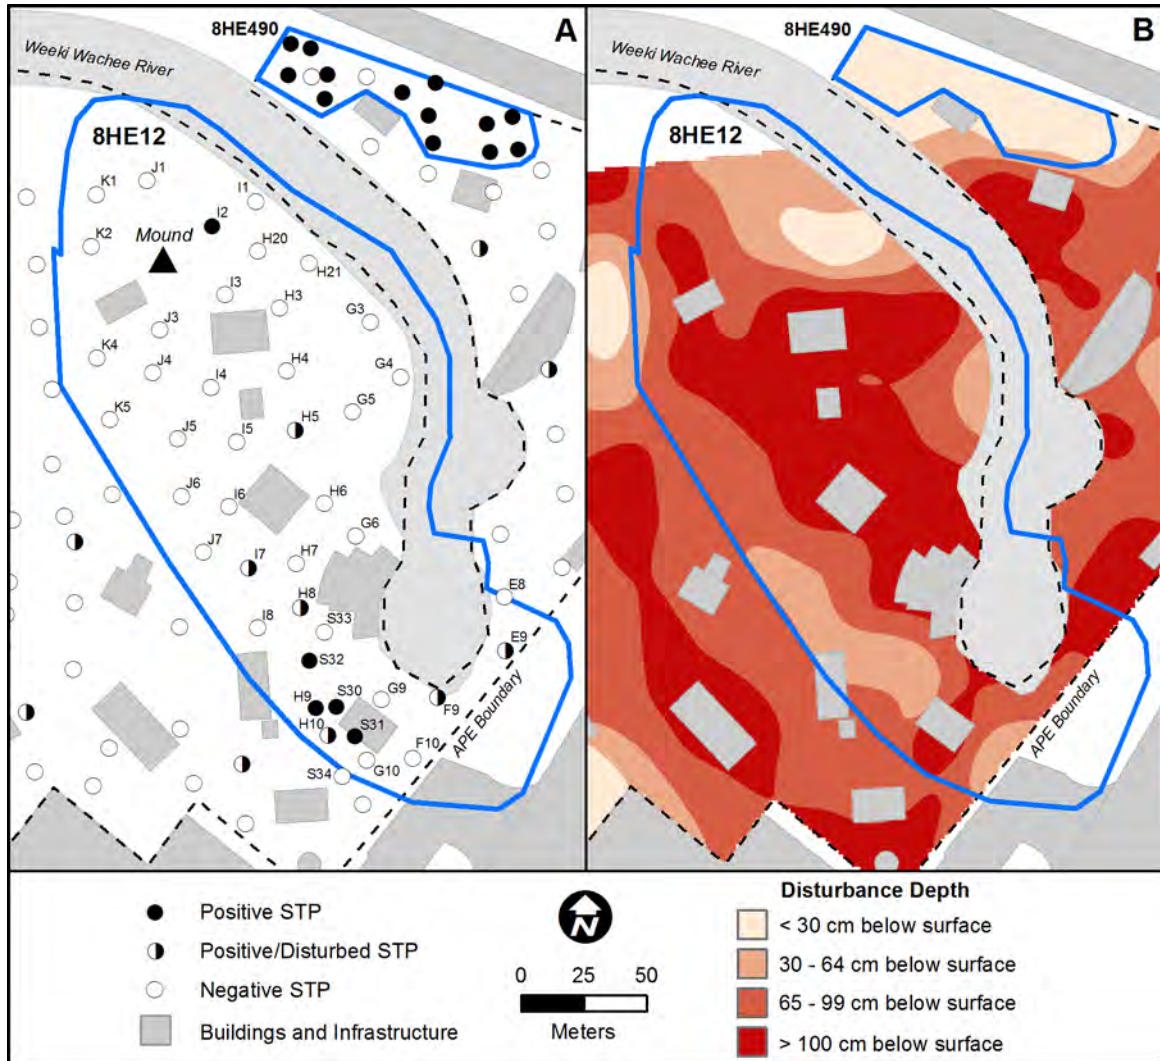 8HE490
A
Weeki Wachee River
8HE12
J1
K1
I1
I2
K2
Mound
H20
H21
I3
H3
G3
J3
K4
J4
H4
G4
I4
K5
G5
H5
J5
I5
J6
I6
H6
G6
J7
I7
H7
E8
H8
I8
S33
E9
S32
H9
S30
G9
F9
H10
S31
APE Boundary
G10
F10
S34
8HE490
B
Weeki Wachee River
8HE12
APE Boundary
Positive STP
Positive/Disturbed STP
Negative STP
Buildings and Infrastructure
N
0 25 50
Meters
Disturbance Depth
< 30 cm below surface
30 - 64 cm below surface
65 - 99 cm below surface
> 100 cm below surface